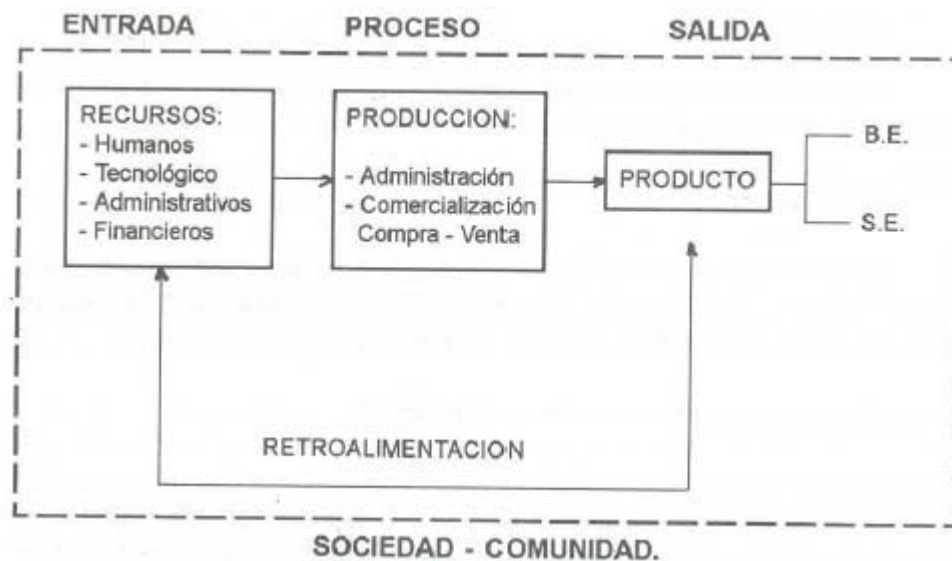 ENTRADA
PROCESO
SALIDA
RECURSOS:
- Humanos
- Tecnológico
- Administrativos
- Financieros
PRODUCCION:
- Administración
- Comercialización
Compra - Venta
PRODUCTO
B.E.
S.E.
RETROALIMENTACION
SOCIEDAD - COMUNIDAD.